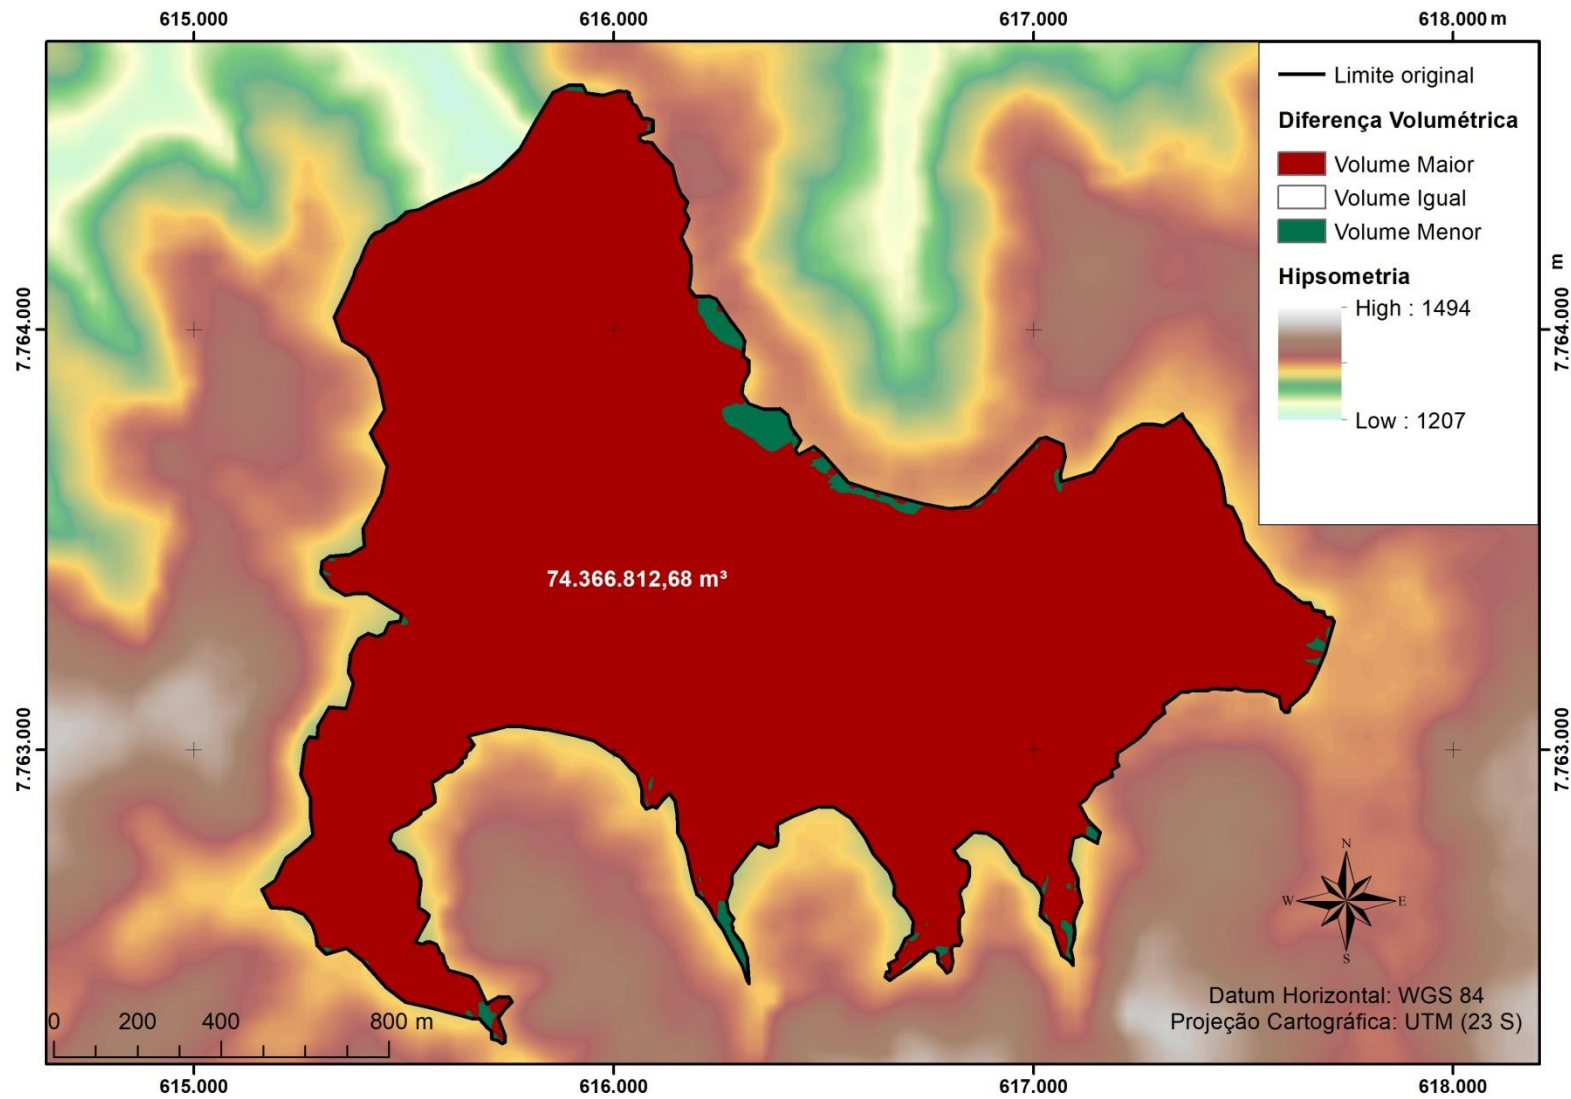 615.000
616.000
617.000
618.000 m
Limite original
Diferença Volumétrica
Volume Maior
Volume Igual
Volume Menor
Hipsometria
High : 1494
Low : 1207
m
7.764.000
7.764.000
74.366.812,68 m³
7.763.000
7.763.000
N
W
E
S
Datum Horizontal: WGS 84
Projeção Cartográfica: UTM (23 S)
0 200 400 800 m
615.000
616.000
617.000
618.000